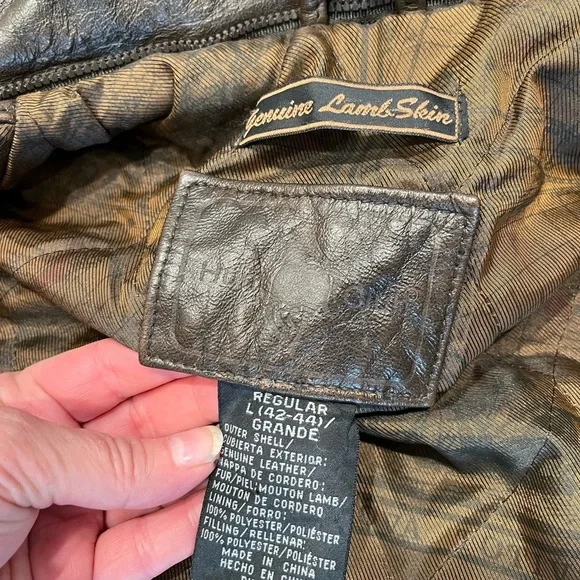 Genuine Lamb-Skin
REGULAR
L (42-44)/
GRANDE
OUTER SHELL/
CUBIERTA EXTERIOR:
GENUINE LEATHER/
NAPPA DE CORDERO:
FUR/PIEL:MOUTON LAMB/
MOUTON DE CORDERO
LINING/FORRO:
100% POLYESTER/POLIÉSTER
FILLING/RELLENO:
100% POLYESTER/POLIÉSTER
MADE IN CHINA
HECHO EN CHINA